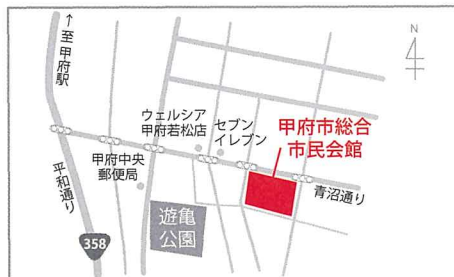 ↑至甲府駅
N
ウェルシア
甲府若松店
セブン
イレブン
甲府市総合
市民会館
甲府中央
郵便局
平和通り
青沼通り
遊亀
公園
358